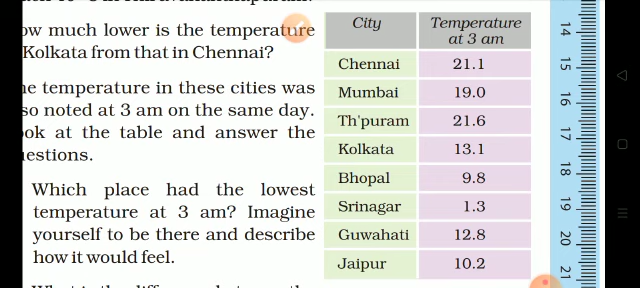 ow much lower is the temperature
Kolkata from that in Chennai?
e temperature in these cities was
so noted at 3 am on the same day.
ok at the table and answer the
estions.
Which place had the lowest
temperature at 3 am? Imagine
yourself to be there and describe
how it would feel.
City Temperature
at 3 am
Chennai 21.1
Mumbai 19.0
Th'puram 21.6
Kolkata 13.1
Bhopal 9.8
Srinagar 1.3
Guwahati 12.8
Jaipur 10.2
14
15
16
17
18
19
20
21